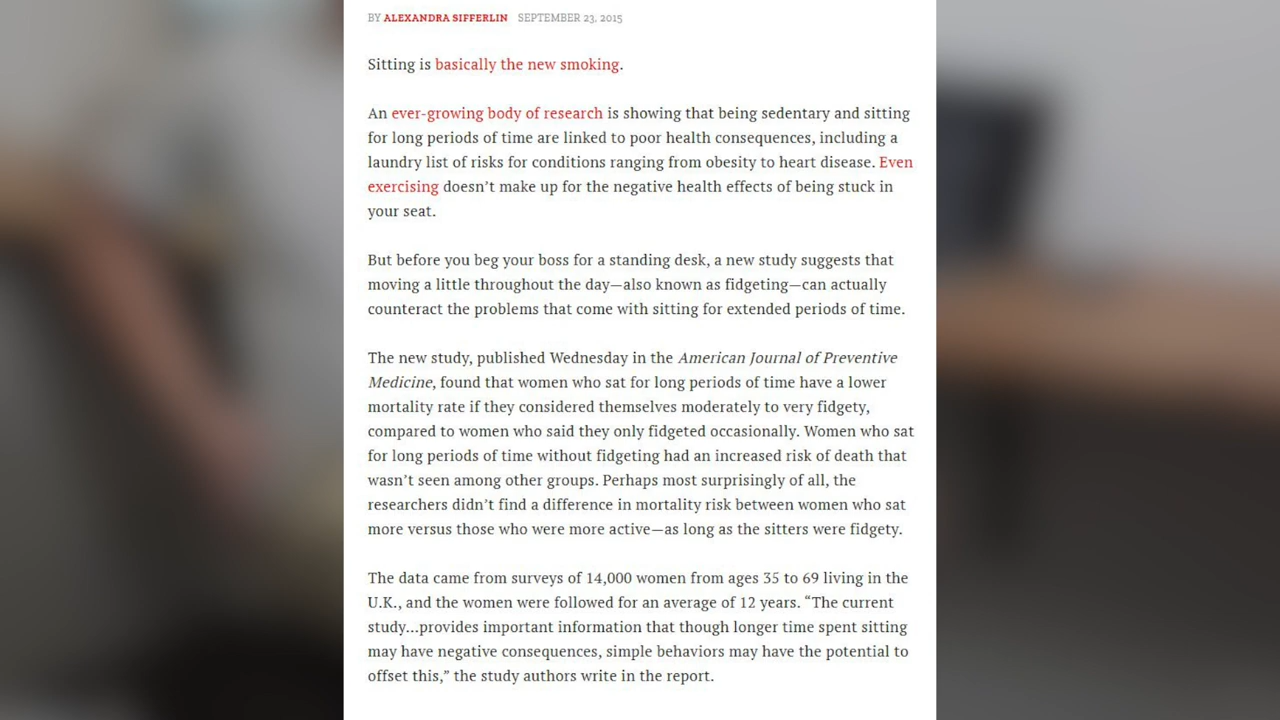 BY ALEXANDRA SIFFERLIN SEPTEMBER 23, 2015
Sitting is basically the new smoking.
An ever-growing body of research is showing that being sedentary and sitting
for long periods of time are linked to poor health consequences, including a
laundry list of risks for conditions ranging from obesity to heart disease. Even
exercising doesn’t make up for the negative health effects of being stuck in
your seat.
But before you beg your boss for a standing desk, a new study suggests that
moving a little throughout the day—also known as fidgeting—can actually
counteract the problems that come with sitting for extended periods of time.
The new study, published Wednesday in the American Journal of Preventive
Medicine, found that women who sat for long periods of time have a lower
mortality rate if they considered themselves moderately to very fidgety,
compared to women who said they only fidgeted occasionally. Women who sat
for long periods of time without fidgeting had an increased risk of death that
wasn’t seen among other groups. Perhaps most surprisingly of all, the
researchers didn’t find a difference in mortality risk between women who sat
more versus those who were more active—as long as the sitters were fidgety.
The data came from surveys of 14,000 women from ages 35 to 69 living in the
U.K., and the women were followed for an average of 12 years. “The current
study…provides important information that though longer time spent sitting
may have negative consequences, simple behaviors may have the potential to
offset this,” the study authors write in the report.